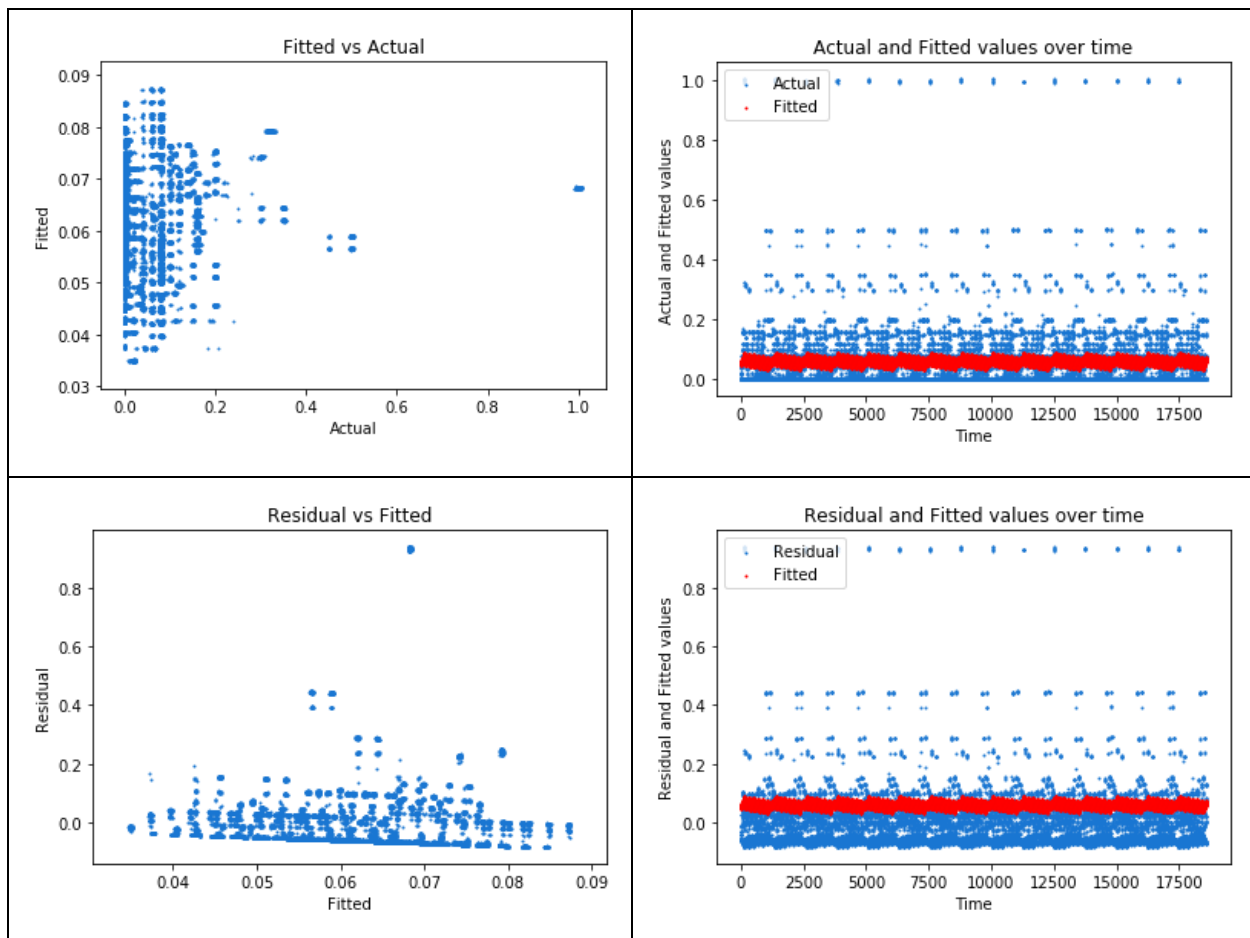 Fitted vs Actual
0.09
0.08
0.07
0.06
0.05
0.04
0.03
Fitted
0.0 0.2 0.4 0.6 0.8 1.0
Actual
Actual and Fitted values over time
Actual
Fitted
1.0
0.8
0.6
0.4
0.2
0.0
Actual and Fitted values
0 2500 5000 7500 10000 12500 15000 17500
Time
Residual vs Fitted
0.8
0.6
0.4
0.2
0.0
Residual
0.04 0.05 0.06 0.07 0.08 0.09
Fitted
Residual and Fitted values over time
Residual
Fitted
0.8
0.6
0.4
0.2
0.0
Residual and Fitted values
0 2500 5000 7500 10000 12500 15000 17500
Time